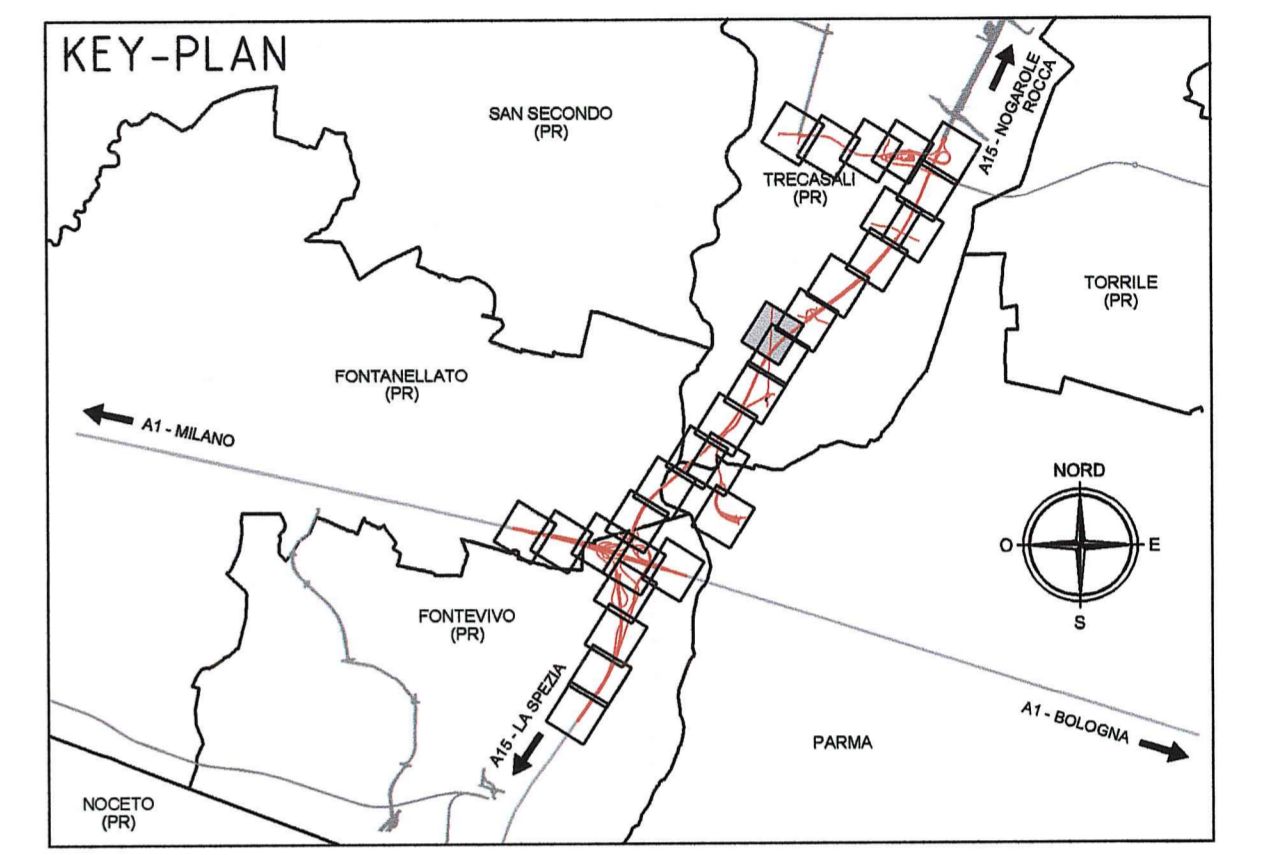 KEY-PLAN
SAN SECONDO
(PR)
A15 - NOGAROLE
ROCCA
TRECASALI
(PR)
TORRILE
(PR)
FONTANELLATO
(PR)
A1 - MILANO
NORD
O
E
S
FONTEVIVO
(PR)
A15 - LA SPEZIA
A1 - BOLOGNA
PARMA
NOCETO
(PR)